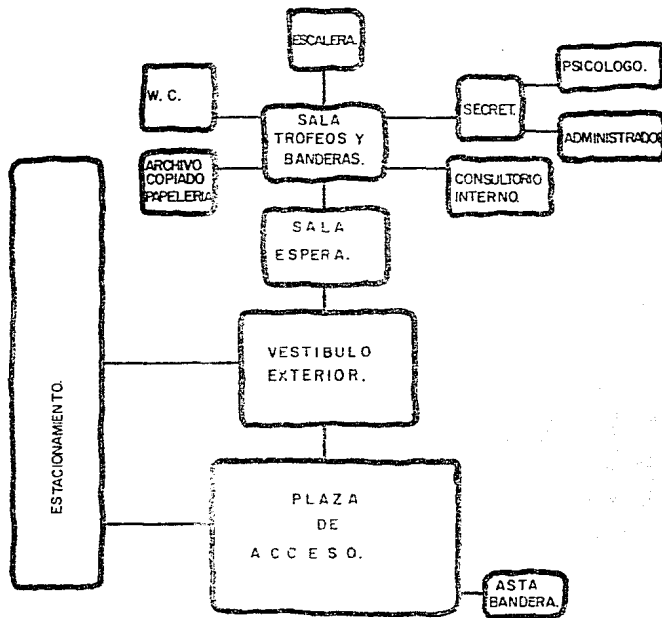 ESCALERA.
PSICOLOGO.
W. C.
SECRET.
SALA
TROFEOS Y
BANDERAS.
ADMINISTRADOR
ARCHIVO
COPIADO
PAPELERIA
CONSULTORIO
INTERNO.
SALA
ESPERA.
VESTIBULO
EXTERIOR.
ESTACIONAMIENTO.
PLAZA
DE
ACCESO.
ASTA
BANDERA.